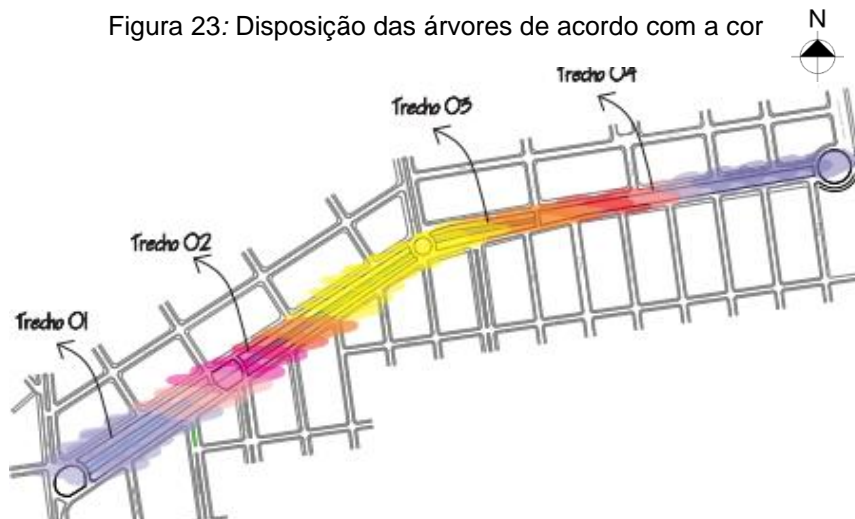 Figura 23: Disposição das árvores de acordo com a cor
N
Trecho 04
Trecho 03
Trecho 02
Trecho 01